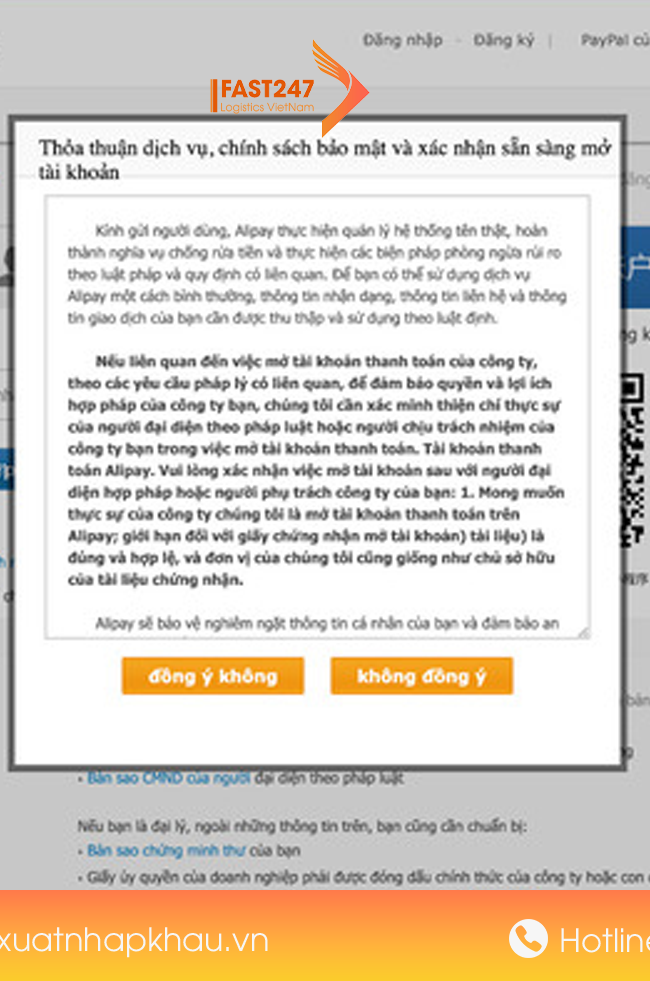 Đăng nhập - Đăng ký | PayPal
FAST247
Logistics VietNam
Thỏa thuận dịch vụ, chính sách bảo mật và xác nhận sẵn sàng mở
tài khoản
Kính gửi người dùng, Alipay thực hiện quản lý hệ thống tên thật, hoàn
thành nghĩa vụ chống rửa tiền và thực hiện các biện pháp phòng ngừa rủi ro
theo luật pháp và quy định có liên quan. Để bạn có thể sử dụng dịch vụ
Alipay một cách bình thường, thông tin nhận dạng, thông tin liên hệ và thông
tin giao dịch của bạn cần được thu thập và sử dụng theo luật định.
Nếu liên quan đến việc mở tài khoản thanh toán của công ty,
theo các yêu cầu pháp lý có liên quan, để đảm bảo quyền và lợi ích
hợp pháp của công ty bạn, chúng tôi cần xác minh thiện chí thực sự
của người đại diện theo pháp luật hoặc người chịu trách nhiệm của
công ty bạn trong việc mở tài khoản thanh toán. Tài khoản thanh
toán Alipay. Vui lòng xác nhận việc mở tài khoản sau với người đại
diện hợp pháp hoặc người phụ trách công ty của bạn: 1. Mong muốn
thực sự của công ty chúng tôi là mở tài khoản thanh toán trên
Alipay; giới hạn đối với giấy chứng nhận mở tài khoản) tài liệu) là
đúng và hợp lệ, và đơn vị của chúng tôi cũng giống như chủ sở hữu
của tài liệu chứng nhận.
Alipay sẽ bảo vệ nghiêm ngặt thông tin cá nhân của bạn và đảm bảo an
đồng ý không
không đồng ý
• Bản sao CMND của người đại diện theo pháp luật
Nếu bạn là đại lý, ngoài những thông tin trên, bạn cũng cần chuẩn bị:
• Bản sao chứng minh thư của bạn
• Giấy ủy quyền của doanh nghiệp phải được đóng dấu chính thức của công ty hoặc con
xuatnhapkhau.vn
Hotline